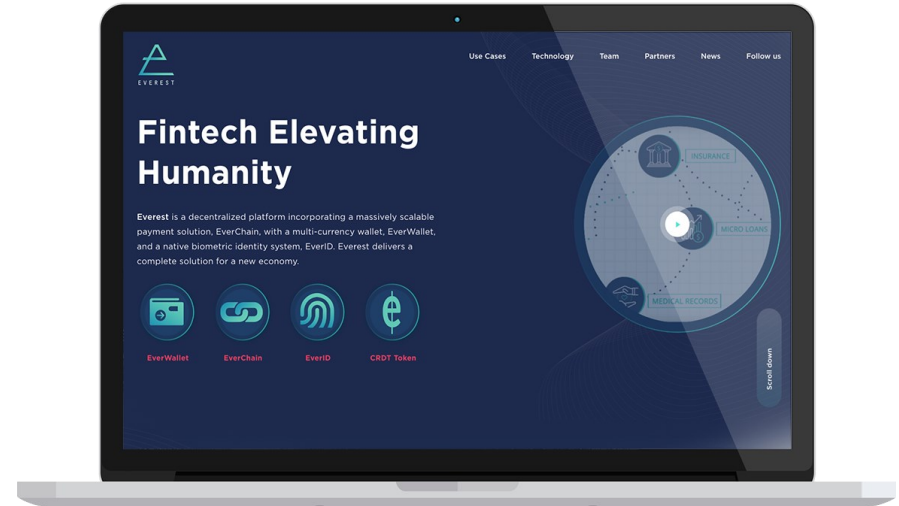 EVEREST
Use Cases Technology Team Partners News Follow us
Fintech Elevating
Humanity
Everest is a decentralized platform incorporating a massively scalable
payment solution, EverChain, with a multi-currency wallet, EverWallet,
and a native biometric identity system, EverID. Everest delivers a
complete solution for a new economy.
EverWallet EverChain EverID CRDT Token
INSURANCE
MICRO LOANS
MEDICAL RECORDS
Scroll down